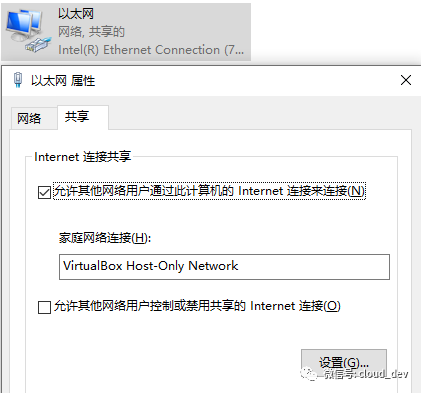 以太网
网络, 共享的
Intel(R) Ethernet Connection (7...
以太网 属性
网络
共享
Internet 连接共享
允许其他网络用户通过此计算机的 Internet 连接来连接(N)
家庭网络连接(H):
VirtualBox Host-Only Network
允许其他网络用户控制或禁用共享的 Internet 连接(O)
设置(G)...
微信号: cloud_dev